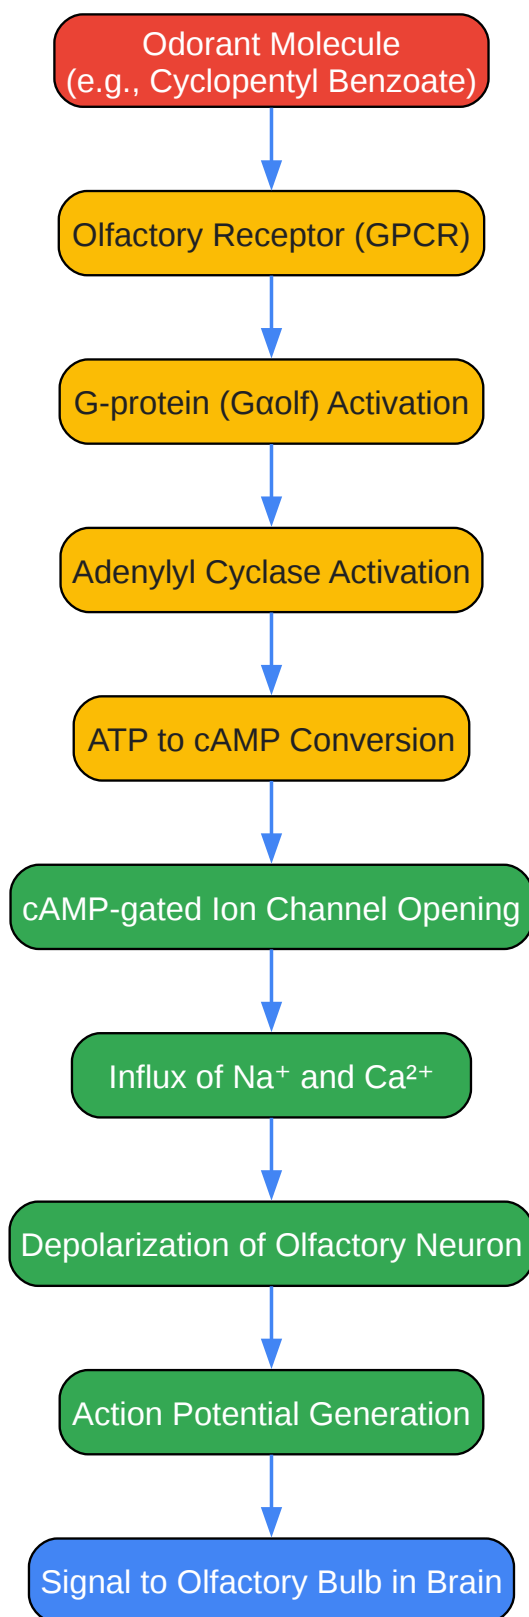 Odorant Molecule
(e.g., Cyclopentyl Benzoate)
Olfactory Receptor (GPCR)
G-protein (Gαolf) Activation
Adenylyl Cyclase Activation
ATP to cAMP Conversion
cAMP-gated Ion Channel Opening
Influx of Na⁺ and Ca²⁺
Depolarization of Olfactory Neuron
Action Potential Generation
Signal to Olfactory Bulb in Brain